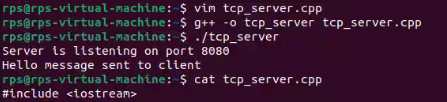 rps@rps-virtual-machine:~$ vim tcp_server.cpp
rps@rps-virtual-machine:~$ g++ -o tcp_server tcp_server.cpp
rps@rps-virtual-machine:~$ ./tcp_server
Server is listening on port 8080
Hello message sent to client
rps@rps-virtual-machine:~$ cat tcp_server.cpp
#include <iostream>